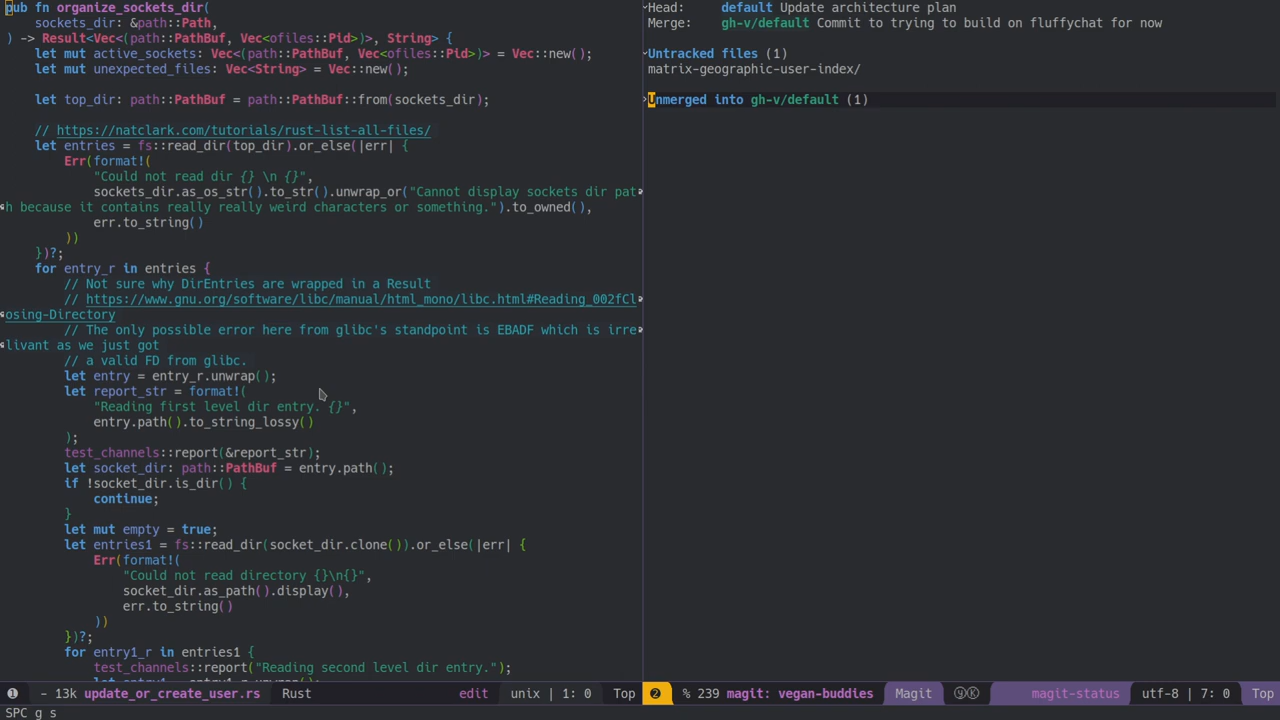 pub fn organize_sockets_dir(
    sockets_dir: &path::Path,
) -> Result<Vec<(path::PathBuf, Vec<ofiles::Pid>)>, String> {
    let mut active_sockets: Vec<(path::PathBuf, Vec<ofiles::Pid>)> = Vec::new();
    let mut unexpected_files: Vec<String> = Vec::new();
    let top_dir: path::PathBuf = path::PathBuf::from(sockets_dir);
    // https://natclark.com/tutorials/rust-list-all-files/
    let entries = fs::read_dir(top_dir).or_else(|err| {
        Err(format!(
            "Could not read dir {} \n {}",
            sockets_dir.as_os_str().to_str().unwrap_or("Cannot display sockets dir pat
h because it contains really really weird characters or something.").to_owned(),
            err.to_string()
        ))
    })?;
    for entry_r in entries {
        // Not sure why DirEntries are wrapped in a Result
        // https://www.gnu.org/software/libc/manual/html_mono/libc.html#Reading_002fCl
osing-Directory
        // The only possible error here from glibc's standpoint is EBADF which is irre
livant as we just got
        // a valid FD from glibc.
        let entry = entry_r.unwrap();
        let report_str = format!(
            "Reading first level dir entry. {}",
            entry.path().to_string_lossy()
        );
        test_channels::report(&report_str);
        let socket_dir: path::PathBuf = entry.path();
        if !socket_dir.is_dir() {
            continue;
        }
        let mut empty = true;
        let entries1 = fs::read_dir(socket_dir.clone()).or_else(|err| {
            Err(format!(
                "Could not read directory {}\n{}",
                socket_dir.as_path().display(),
                err.to_string()
            ))
        })?;
        for entry1_r in entries1 {
            test_channels::report("Reading second level dir entry.");
            let entry1 = entry1_r.unwrap();
❶ - 13k update_or_create_user.rs Rust edit unix | 1: 0 Top
Head: default Update architecture plan
Merge: gh-v/default Commit to trying to build on fluffychat for now
Untracked files (1)
matrix-geographic-user-index/
Unmerged into gh-v/default (1)
❷ % 239 magit: vegan-buddies Magit ⓨⓀ magit-status utf-8 | 7: 0 Top
SPC g s